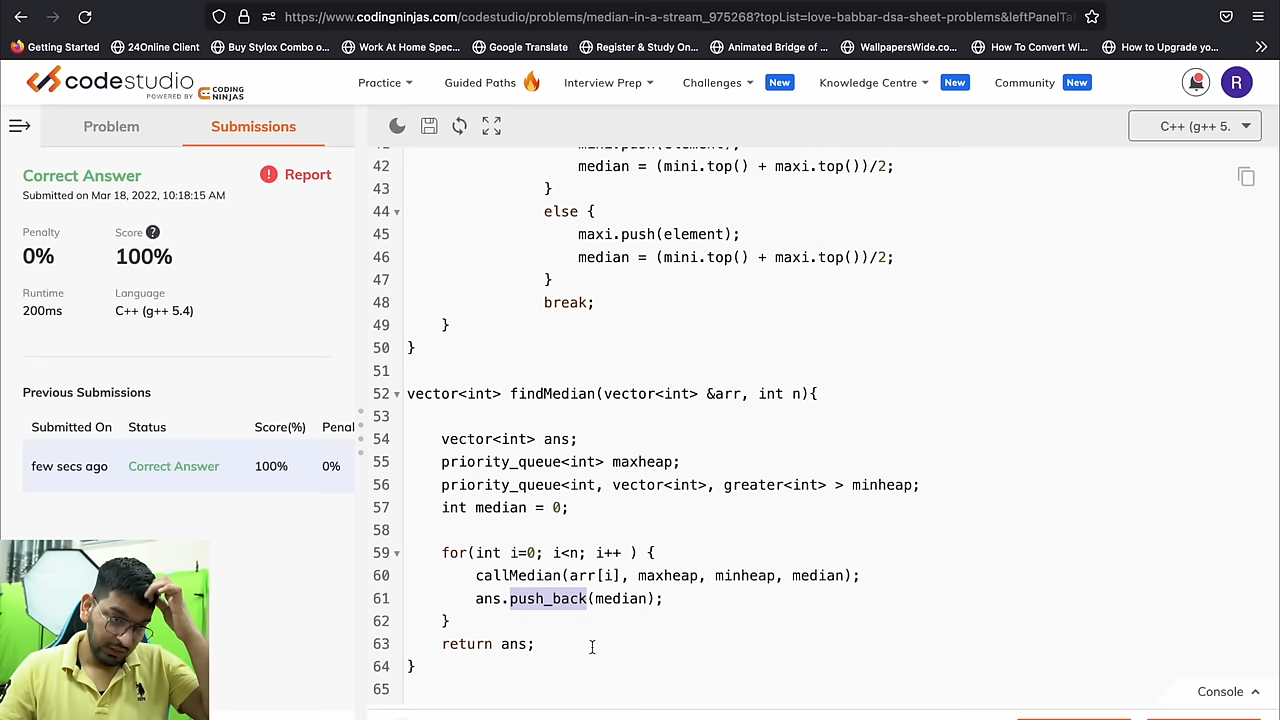 https://www.codingninjas.com/codestudio/problems/median-in-a-stream_975268?topList=love-babbar-dsa-sheet-problems&leftPanelTa
Getting Started 24Online Client Buy Stylox Combo o... Work At Home Spec... Google Translate Register & Study On... Animated Bridge of ... WallpapersWide.co... How To Convert Wi... How to Upgrade yo...
codestudio
POWERED BY CODING NINJAS
Practice Guided Paths Interview Prep Challenges New Knowledge Centre New Community New R
Problem Submissions C++ (g++ 5.
Correct Answer Report
Submitted on Mar 18, 2022, 10:18:15 AM
Penalty Score ?
0% 100%
Runtime Language
200ms C++ (g++ 5.4)
Previous Submissions
Submitted On Status Score(%) Penal
few secs ago Correct Answer 100% 0%
42 median = (mini.top() + maxi.top())/2;
43 }
44 else {
45 maxi.push(element);
46 median = (mini.top() + maxi.top())/2;
47 }
48 break;
49 }
50 }
51
52 vector<int> findMedian(vector<int> &arr, int n){
53
54 vector<int> ans;
55 priority_queue<int> maxheap;
56 priority_queue<int, vector<int>, greater<int> > minheap;
57 int median = 0;
58
59 for(int i=0; i<n; i++ ) {
60 callMedian(arr[i], maxheap, minheap, median);
61 ans.push_back(median);
62 }
63 return ans;
64 }
65
Console